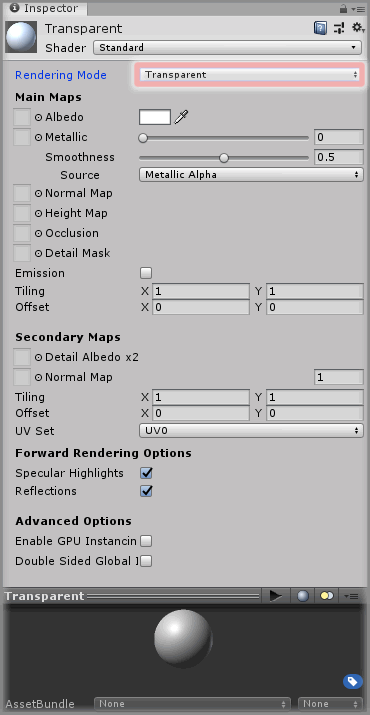 Inspector
Transparent
Shader Standard
Rendering Mode Transparent
Main Maps
Albedo
Metallic 0
Smoothness 0.5
Source Metallic Alpha
Normal Map
Height Map
Occlusion
Detail Mask
Emission
Tiling X 1 Y 1
Offset X 0 Y 0
Secondary Maps
Detail Albedo x2
Normal Map 1
Tiling X 1 Y 1
Offset X 0 Y 0
UV Set UV0
Forward Rendering Options
Specular Highlights
Reflections
Advanced Options
Enable GPU Instancin
Double Sided Global I
Transparent
AssetBundle None None